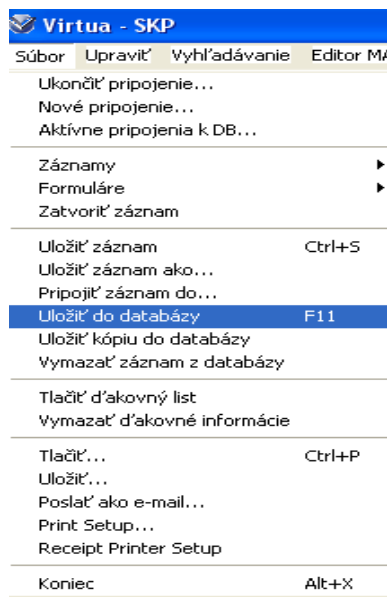 Virtua - SKP
Súbor Upraviť Vyhľadávanie Editor MA
Ukončiť pripojenie...
Nové pripojenie...
Aktívne pripojenia k DB...
Záznamy
Formuláre
Zatvoriť záznam
Uložiť záznam Ctrl+S
Uložiť záznam ako...
Pripojiť záznam do...
Uložiť do databázy F11
Uložiť kópiu do databázy
Vymazať záznam z databázy
Tlačiť ďakovný list
Vymazať ďakovné informácie
Tlačiť... Ctrl+P
Uložiť...
Poslať ako e-mail...
Print Setup...
Receipt Printer Setup
Koniec Alt+X